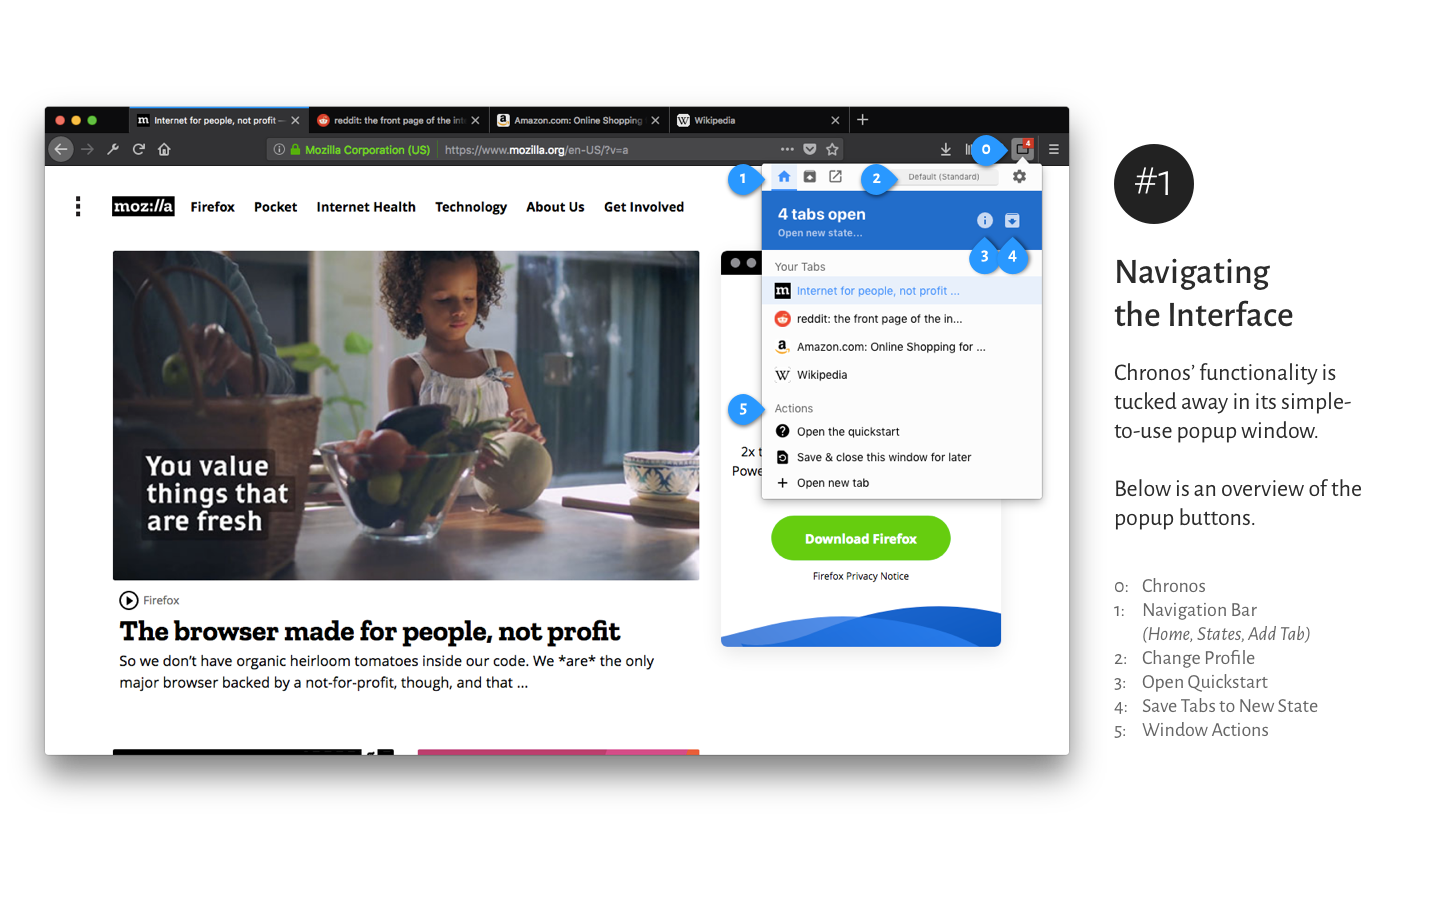 Internet for people, not profit —
reddit: the front page of the int
Amazon.com: Online Shopping
Wikipedia
Mozilla Corporation (US)
https://www.mozilla.org/en-US/?v=a
0
4
1
2
Default (Standard)
moz://a
Firefox
Pocket
Internet Health
Technology
About Us
Get Involved
4 tabs open
Open new state...
3
4
Your Tabs
Internet for people, not profit ...
reddit: the front page of the in...
Amazon.com: Online Shopping for ...
Wikipedia
5
Actions
Open the quickstart
Save & close this window for later
Open new tab
2x t
Powe
You value
things that
are fresh
Download Firefox
Firefox Privacy Notice
Firefox
The browser made for people, not profit
So we don’t have organic heirloom tomatoes inside our code. We *are* the only
major browser backed by a not-for-profit, though, and that ...
#1
Navigating
the Interface
Chronos’ functionality is
tucked away in its simple-
to-use popup window.
Below is an overview of the
popup buttons.
0: Chronos
1: Navigation Bar
(Home, States, Add Tab)
2: Change Profile
3: Open Quickstart
4: Save Tabs to New State
5: Window Actions